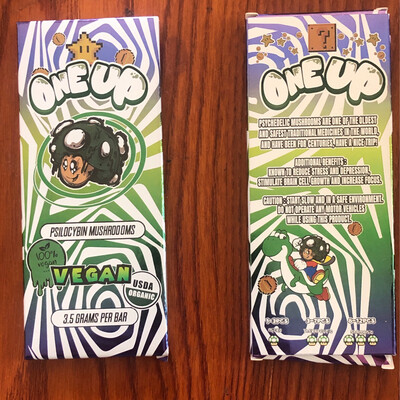 ONE UP
PSILOCYBIN MUSHROOOMS
100%
vegan
VEGAN
USDA
ORGANIC
3.5 GRAMS PER BAR
?
ONE UP
PSYCHEDELIC MUSHROOMS ARE ONE OF THE OLDEST
AND SAFEST TRADITIONAL MEDICINES IN THE WORLD,
AND HAVE BEEN FOR CENTURIES. HAVE A NICE TRIP!
ADDITIONAL BENEFITS:
KNOWN TO REDUCE STRESS AND DEPRESSION,
STIMULATE BRAIN CELL GROWTH AND INCREASE FOCUS.
CAUTION: START SLOW AND IN A SAFE ENVIRONMENT.
DO NOT OPERATE ANY MOTOR VEHICLES
WHILE USING THIS PRODUCT.